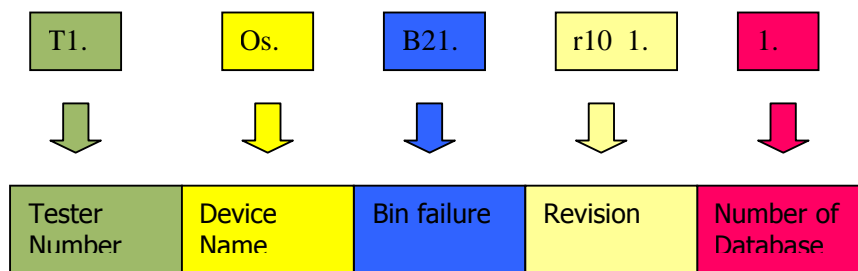 T1.
Os.
B21.
r10 1.
1.
Tester
Number
Device
Name
Bin failure
Revision
Number of
Database